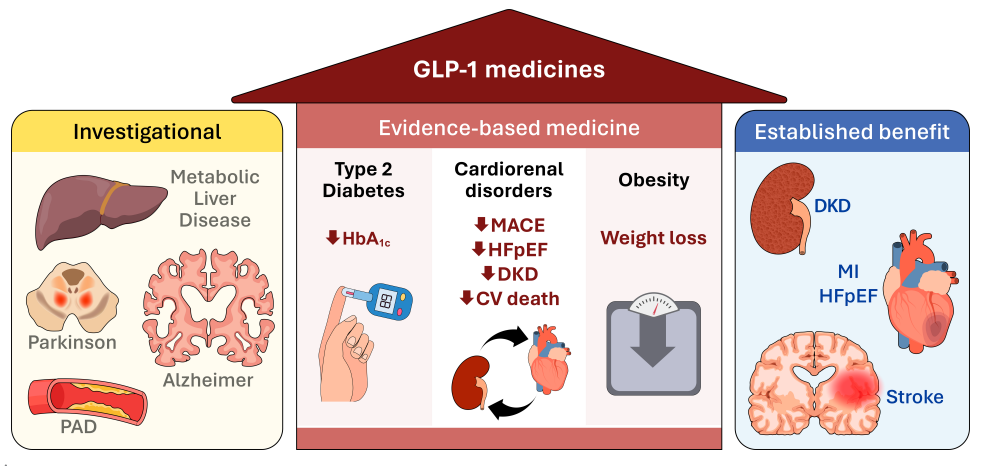 GLP-1 medicines
Investigational
Metabolic
Liver
Disease
Parkinson
Alzheimer
PAD
Evidence-based medicine
Type 2
Diabetes
⬇HbA1c
Cardiorenal
disorders
⬇MACE
⬇HFpEF
⬇DKD
⬇CV death
Obesity
Weight loss
Established benefit
DKD
MI
HFpEF
Stroke